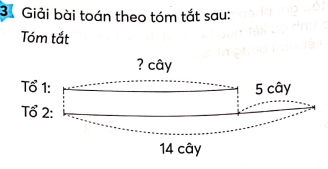 3 Giải bài toán theo tóm tắt sau:
Tóm tắt
? cây
Tổ 1:
5 cây
Tổ 2:
14 cây